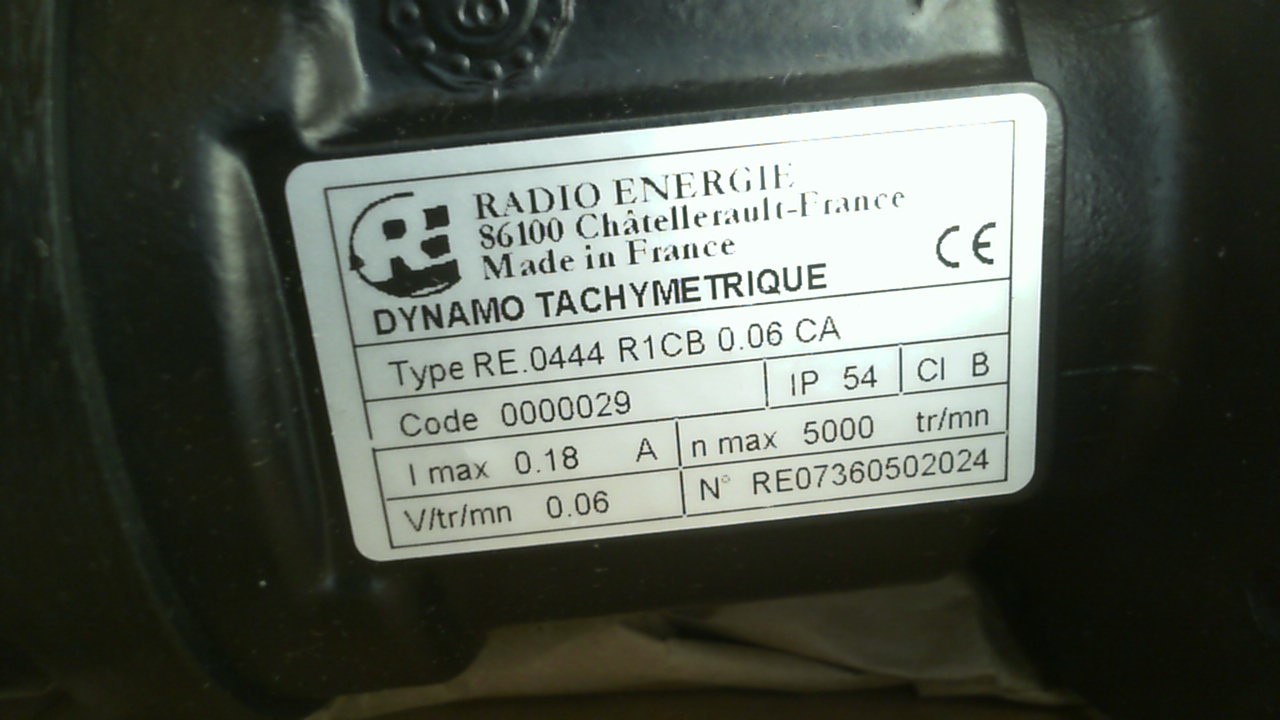 RE
RADIO ENERGIE
86100 Châtellerault-France
Made in France
CE
DYNAMO TACHYMETRIQUE
Type RE.0444 R1CB 0.06 CA
Code 0000029 IP 54 Cl B
I max 0.18 A n max 5000 tr/mn
V/tr/mn 0.06 N° RE07360502024